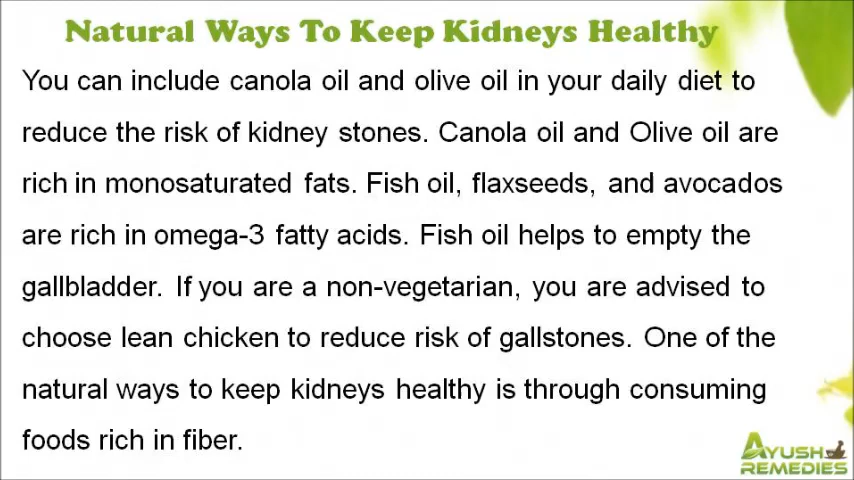 Natural Ways To Keep Kidneys Healthy
You can include canola oil and olive oil in your daily diet to
reduce the risk of kidney stones. Canola oil and Olive oil are
rich in monosaturated fats. Fish oil, flaxseeds, and avocados
are rich in omega-3 fatty acids. Fish oil helps to empty the
gallbladder. If you are a non-vegetarian, you are advised to
choose lean chicken to reduce risk of gallstones. One of the
natural ways to keep kidneys healthy is through consuming
foods rich in fiber.
AYUSH
REMEDIES